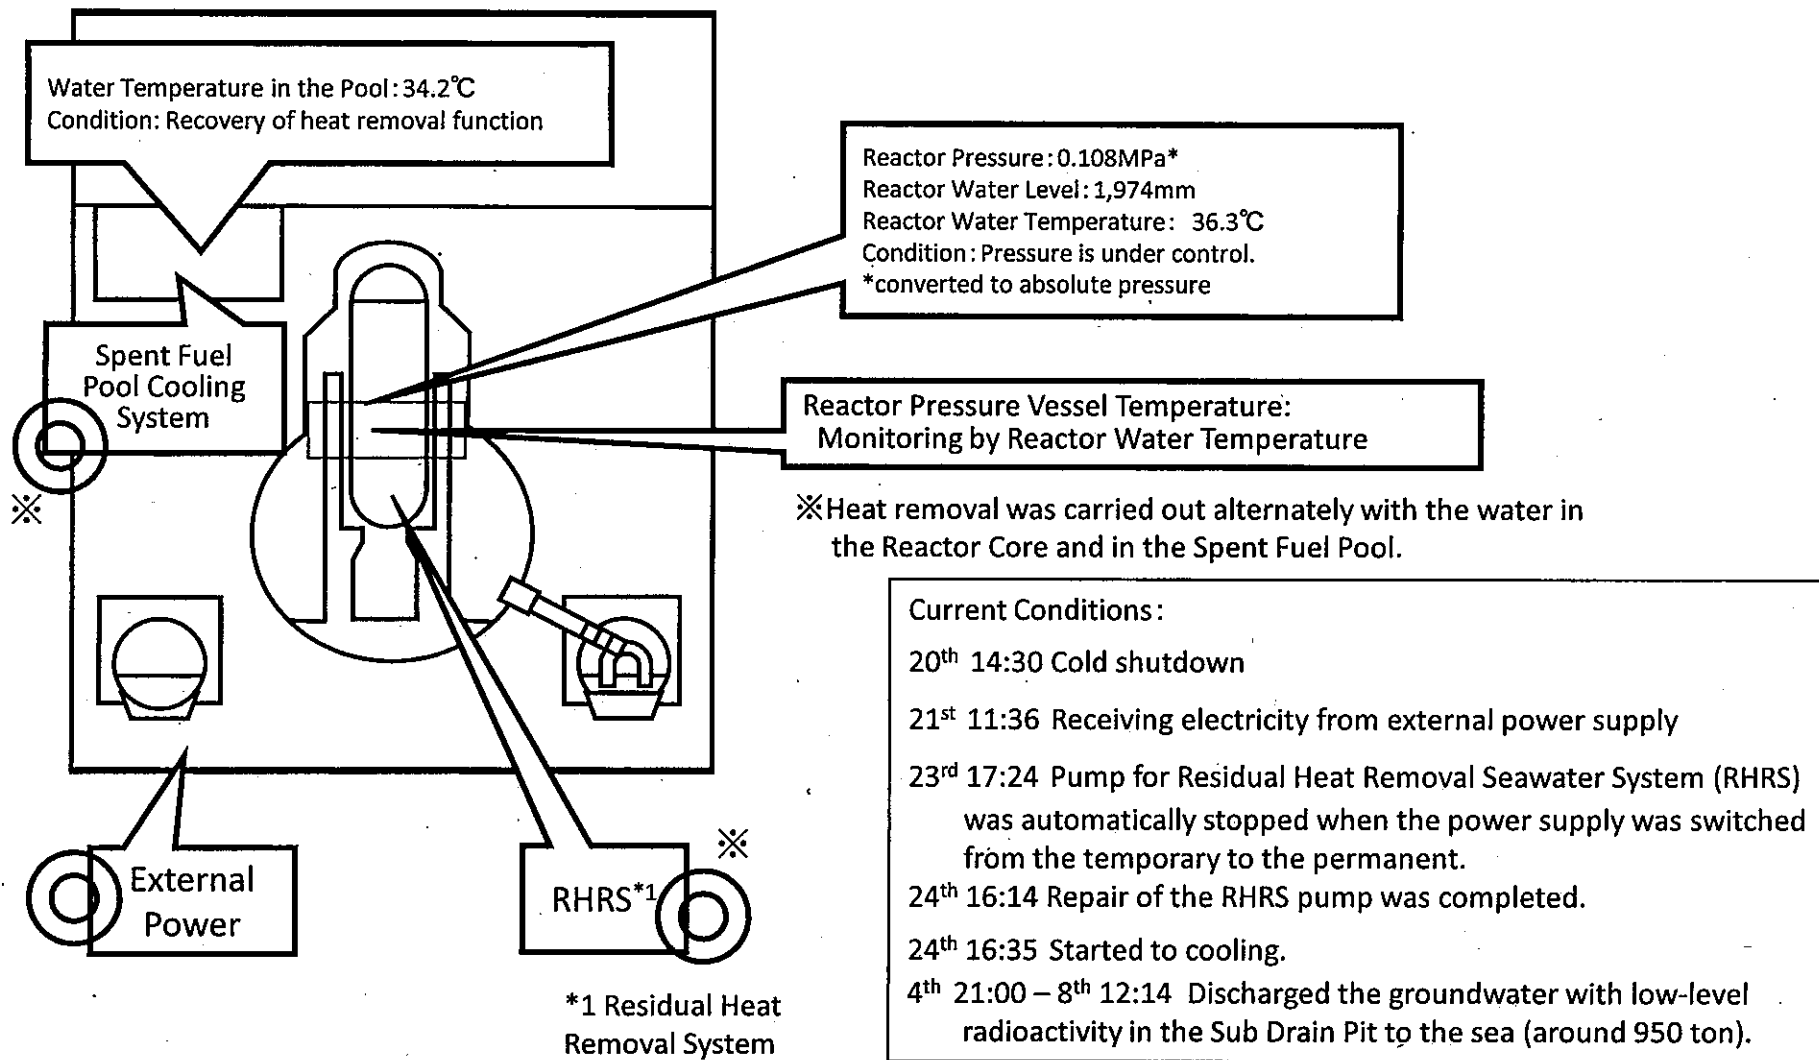 Water Temperature in the Pool: 34.2℃
Condition: Recovery of heat removal function
Reactor Pressure: 0.108MPa*
Reactor Water Level: 1,974mm
Reactor Water Temperature: 36.3℃
Condition: Pressure is under control.
*converted to absolute pressure
Spent Fuel
Pool Cooling
System
※
Reactor Pressure Vessel Temperature:
Monitoring by Reactor Water Temperature
※Heat removal was carried out alternately with the water in
the Reactor Core and in the Spent Fuel Pool.
External
Power
RHRS*1
※
*1 Residual Heat
Removal System
Current Conditions:
20th 14:30 Cold shutdown
21st 11:36 Receiving electricity from external power supply
23rd 17:24 Pump for Residual Heat Removal Seawater System (RHRS)
was automatically stopped when the power supply was switched
from the temporary to the permanent.
24th 16:14 Repair of the RHRS pump was completed.
24th 16:35 Started to cooling.
4th 21:00 – 8th 12:14 Discharged the groundwater with low-level
radioactivity in the Sub Drain Pit to the sea (around 950 ton).